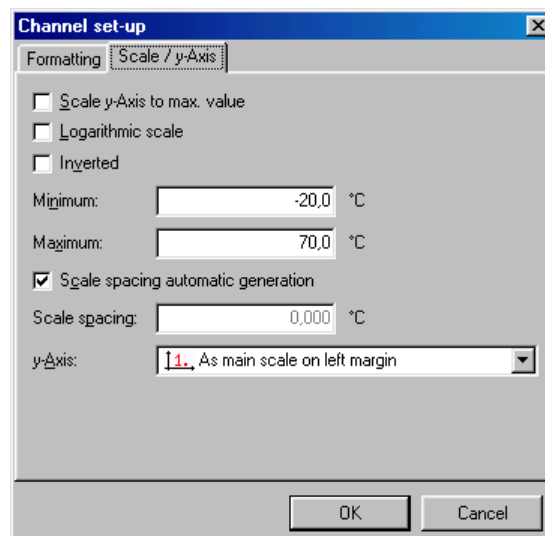 Channel set-up
Formatting Scale / y-Axis
Scale y-Axis to max. value
Logarithmic scale
Inverted
Minimum: -20,0 °C
Maximum: 70,0 °C
Scale spacing automatic generation
Scale spacing: 0,000 °C
y-Axis: 1. As main scale on left margin
OK Cancel